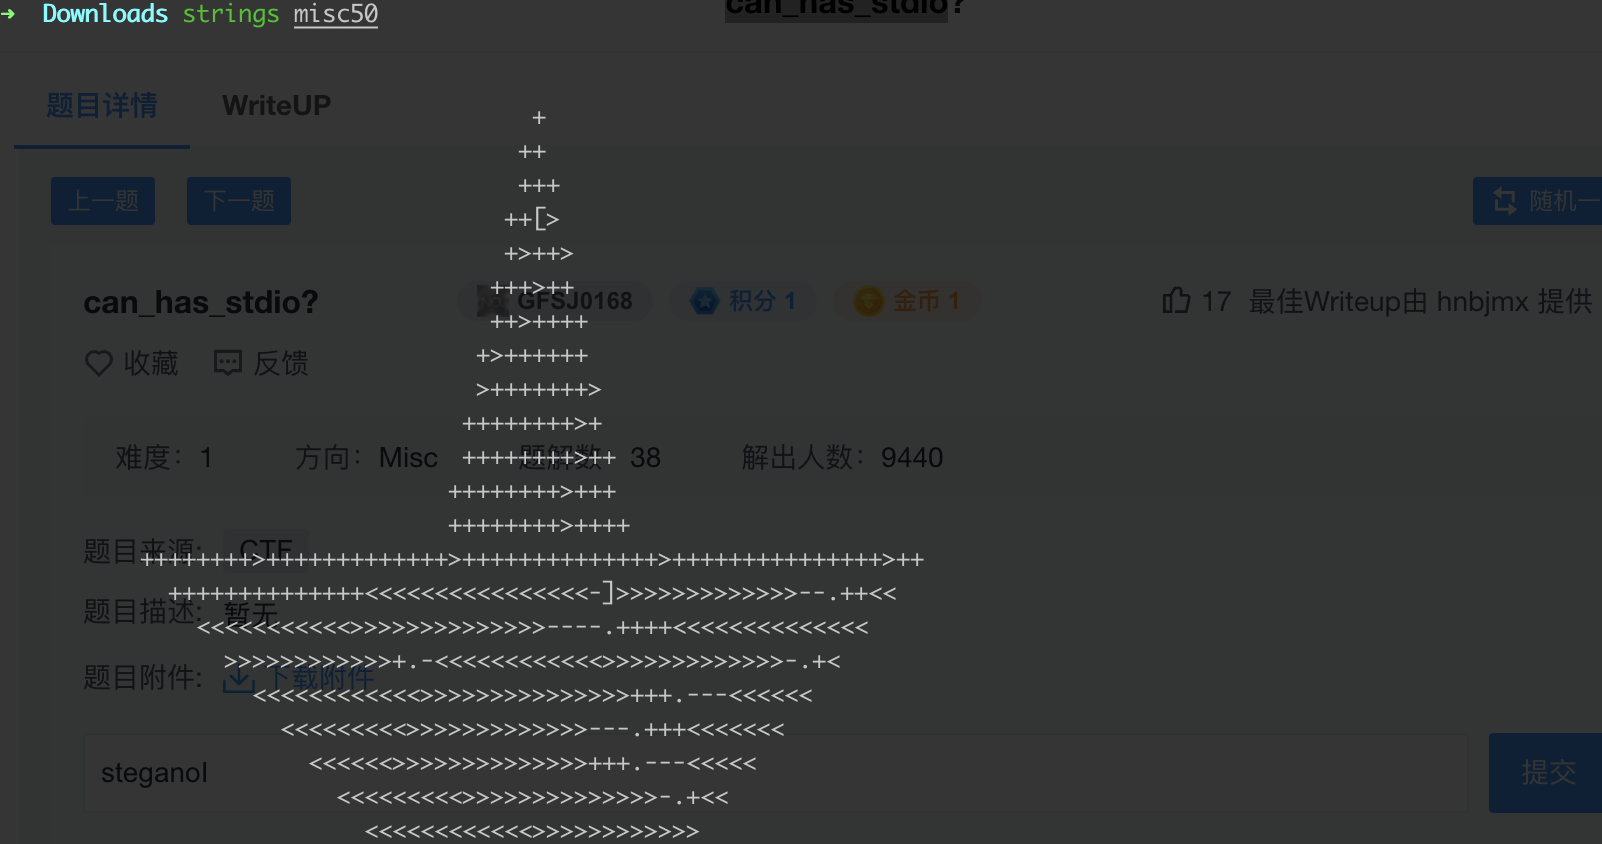 ➜ Downloads strings misc50
can_has_stdio?
题目详情 WriteUP
+
++
上一题 下一题 +++ 随机一
++[>
+>++>
can_has_stdio? +++>++ GFSJ0168 积分 1 金币 1 17 最佳Writeup由 hnbjmx 提供
++>++++
收藏 反馈 +>++++++
>+++++++>
++++++++>+
难度：1 方向：Misc 题解数：38 解出人数：9440
++++++++>++
++++++++>+++
++++++++>++++
题目来源: CTF
++++++++>+++++++++++++>++++++++++++++>+++++++++++++++>++
++++++++++++++<<<<<<<<<<<<<<<<-]>>>>>>>>>>>>>--.++<<
题目描述: 暂无
<<<<<<<<<<<>>>>>>>>>>>>>>----.++++<<<<<<<<<<<<<<
>>>>>>>>>>>>+.-<<<<<<<<<<<<>>>>>>>>>>>>>-.+<
题目附件: 下载附件
<<<<<<<<<<<<>>>>>>>>>>>>>>>+++.---<<<<<<
<<<<<<<<<>>>>>>>>>>>>>---.+++<<<<<<<
steganol <<<<<<>>>>>>>>>>>>>>+++.---<<<<< 提交
<<<<<<<<<>>>>>>>>>>>>>>-.+<<
<<<<<<<<<<<<>>>>>>>>>>>>